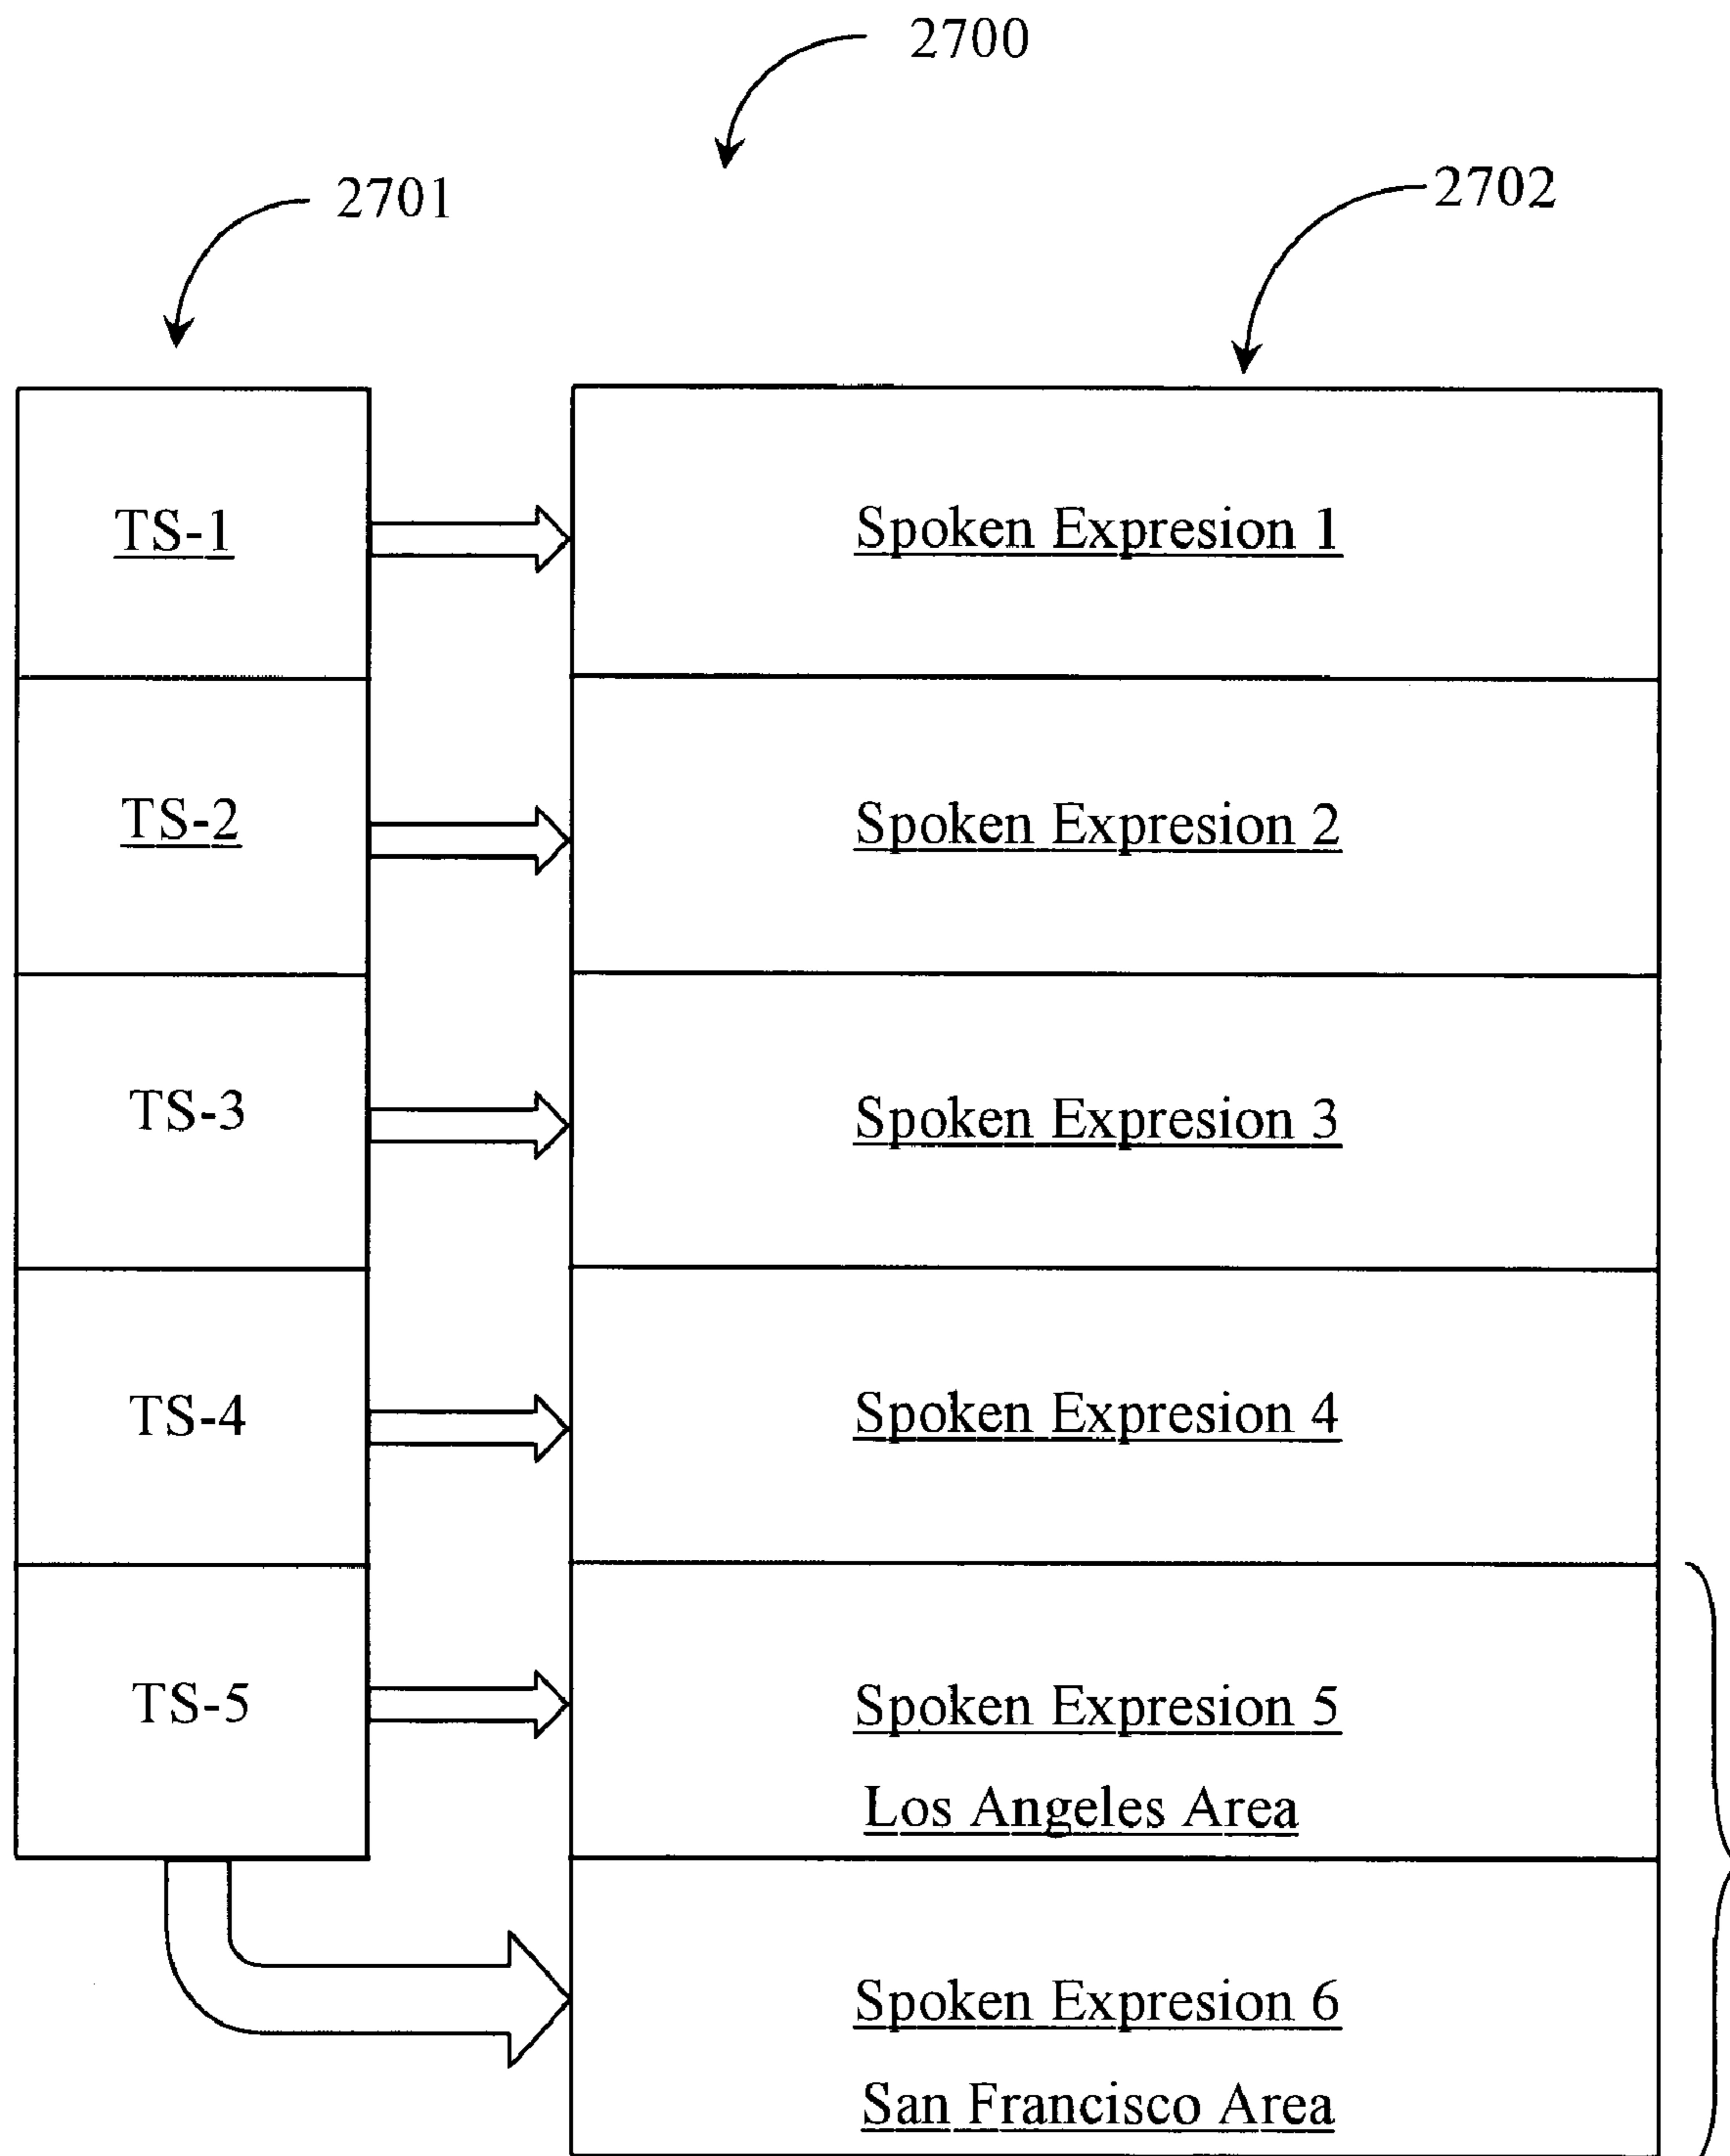 2700
2701
2702
TS-1
Spoken Expresion 1
TS-2
Spoken Expresion 2
TS-3
Spoken Expresion 3
TS-4
Spoken Expresion 4
TS-5
Spoken Expresion 5
Los Angeles Area
Spoken Expresion 6
San Francisco Area